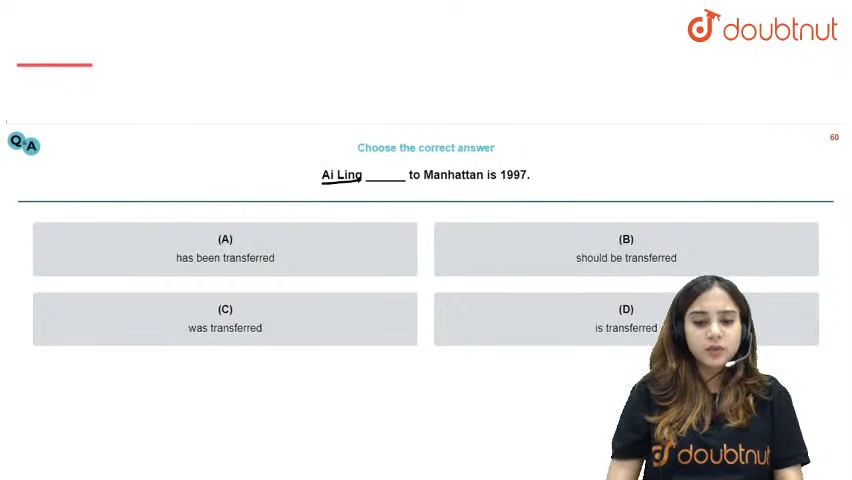 doubtnut
Q & A
60
Choose the correct answer
Ai Ling ______ to Manhattan is 1997.
(A)
has been transferred
(B)
should be transferred
(C)
was transferred
(D)
is transferred
doubtnut